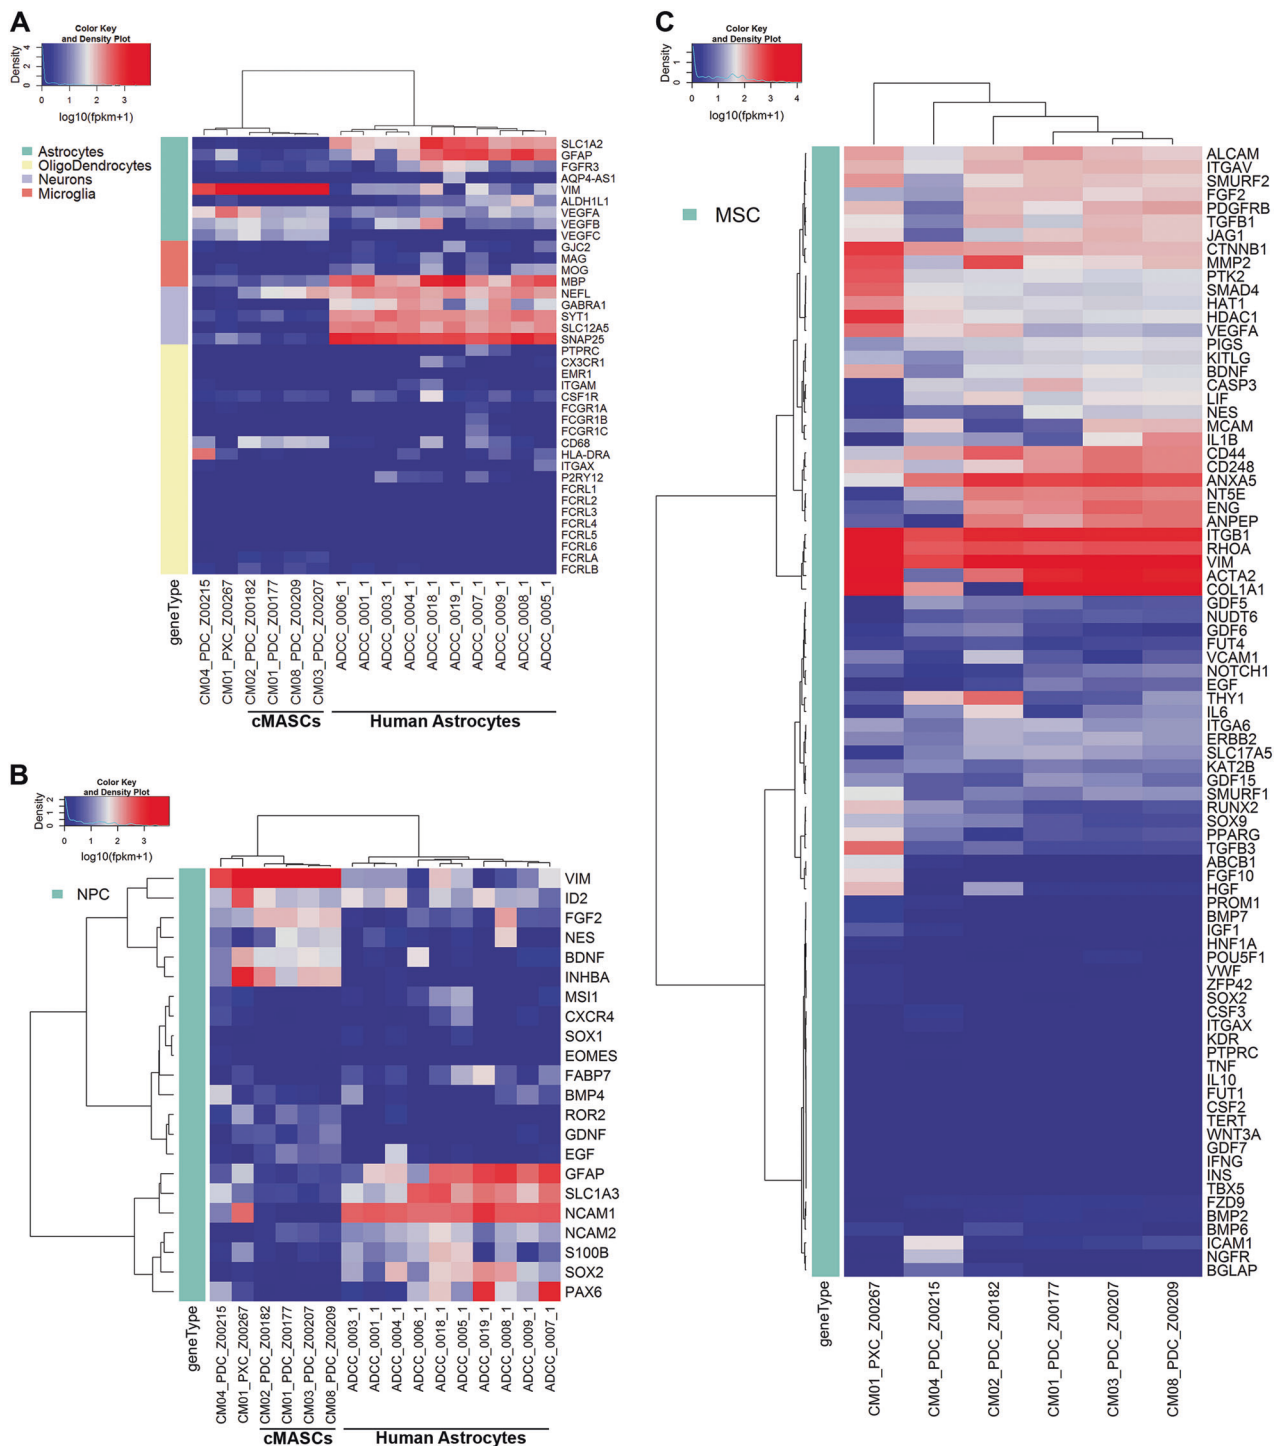 A
Color Key
and Density Plot
Density
0 2 4
0 1 2 3
log10(fpkm+1)
Astrocytes
OligoDendrocytes
Neurons
Microglia
SLC1A2
GFAP
FGFR3
AQP4-AS1
VIM
ALDH1L1
VEGFA
VEGFB
VEGFC
GJC2
MAG
MOG
MBP
NEFL
GABRA1
SYT1
SLC12A5
SNAP25
PTPRC
CX3CR1
EMR1
ITGAM
CSF1R
FCGR1A
FCGR1B
FCGR1C
CD68
HLA-DRA
ITGAX
P2RY12
FCRL1
FCRL2
FCRL3
FCRL4
FCRL5
FCRL6
FCRLA
FCRLB
geneType
CM04_PDC_Z00215
CM01_PXC_Z00267
CM02_PDC_Z00182
CM01_PDC_Z00177
CM08_PDC_Z00209
CM03_PDC_Z00207
ADCC_0006_1
ADCC_0001_1
ADCC_0003_1
ADCC_0004_1
ADCC_0018_1
ADCC_0019_1
ADCC_0007_1
ADCC_0009_1
ADCC_0008_1
ADCC_0005_1
cMASCs
Human Astrocytes
B
Color Key
and Density Plot
Density
0 1 2
0 1 2 3
log10(fpkm+1)
NPC
VIM
ID2
FGF2
NES
BDNF
INHBA
MSI1
CXCR4
SOX1
EOMES
FABP7
BMP4
ROR2
GDNF
EGF
GFAP
SLC1A3
NCAM1
NCAM2
S100B
SOX2
PAX6
geneType
CM04_PDC_Z00215
CM01_PXC_Z00267
CM02_PDC_Z00182
CM01_PDC_Z00177
CM03_PDC_Z00207
CM08_PDC_Z00209
ADCC_0003_1
ADCC_0001_1
ADCC_0004_1
ADCC_0006_1
ADCC_0018_1
ADCC_0005_1
ADCC_0019_1
ADCC_0008_1
ADCC_0009_1
ADCC_0007_1
cMASCs
Human Astrocytes
C
Color Key
and Density Plot
Density
0 1
0 1 2 3 4
log10(fpkm+1)
MSC
ALCAM
ITGAV
SMURF2
FGF2
PDGFRB
TGFB1
JAG1
CTNNB1
MMP2
PTK2
SMAD4
HAT1
HDAC1
VEGFA
PIGS
KITLG
BDNF
CASP3
LIF
NES
MCAM
IL1B
CD44
CD248
ANXA5
NT5E
ENG
ANPEP
ITGB1
RHOA
VIM
ACTA2
COL1A1
GDF5
NUDT6
GDF6
FUT4
VCAM1
NOTCH1
EGF
THY1
IL6
ITGA6
ERBB2
SLC17A5
KAT2B
GDF15
SMURF1
RUNX2
SOX9
PPARG
TGFB3
ABCB1
FGF10
HGF
PROM1
BMP7
IGF1
HNF1A
POU5F1
VWF
ZFP42
SOX2
CSF3
ITGAX
KDR
PTPRC
TNF
IL10
FUT1
CSF2
TERT
WNT3A
GDF7
IFNG
INS
TBX5
FZD9
BMP2
BMP6
ICAM1
NGFR
BGLAP
geneType
CM01_PXC_Z00267
CM04_PDC_Z00215
CM02_PDC_Z00182
CM01_PDC_Z00177
CM03_PDC_Z00207
CM08_PDC_Z00209